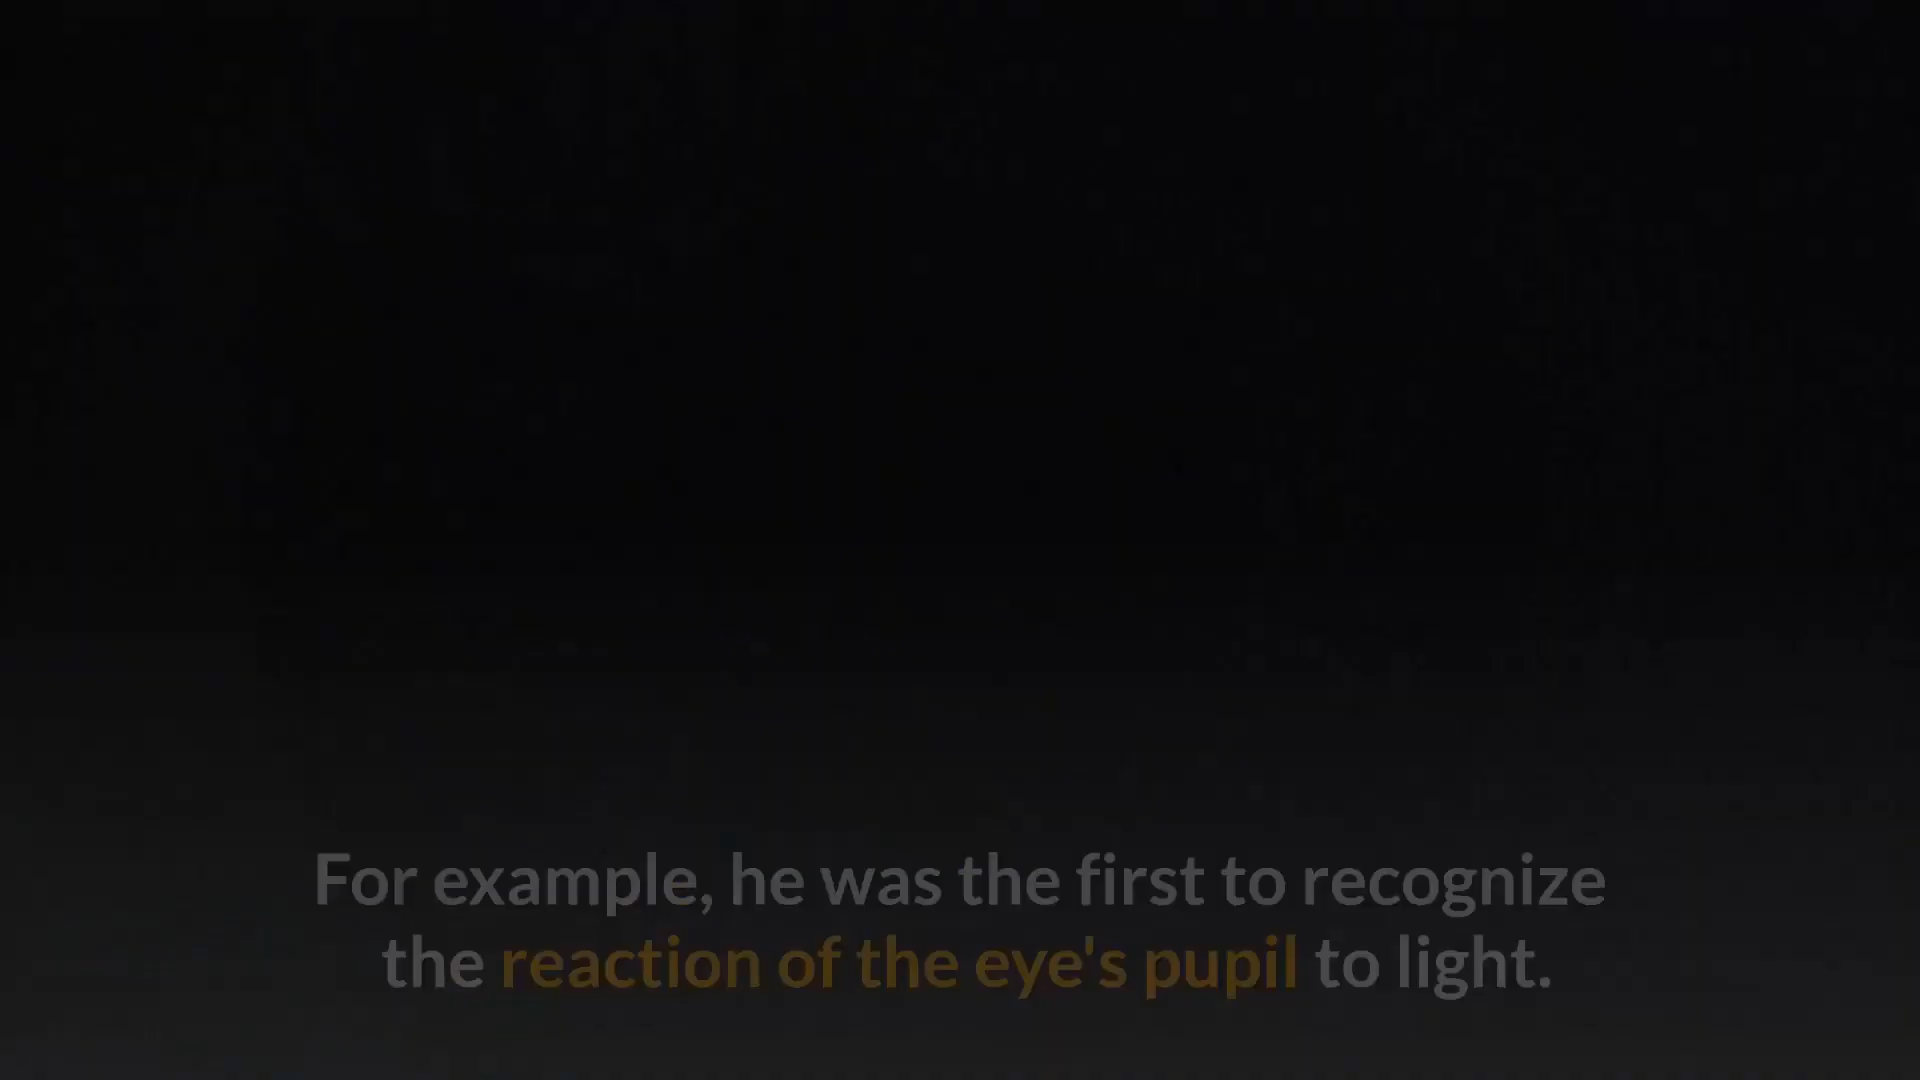 For example, he was the first to recognize
the reaction of the eye's pupil to light.